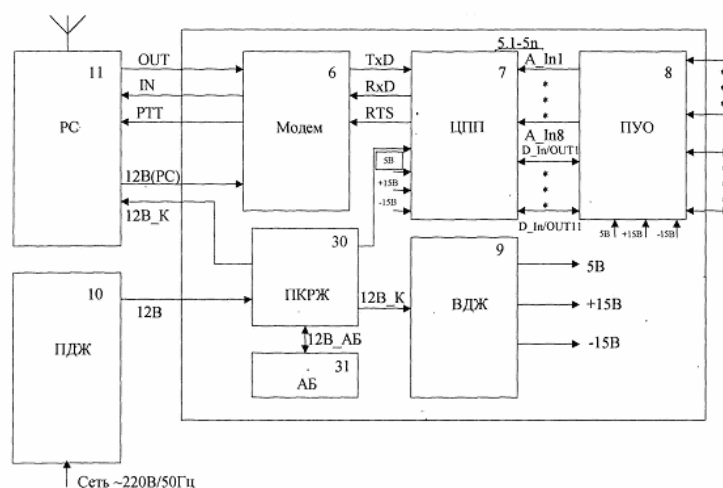 5.1-5n
11
OUT
6
TxD
7
A_In1
8
IN
RxD
*
PTT
RTS
*
РС
Модем
ЦПП
*
ПУО
A_In8
5В
D_In/OUT1
12В(РС)
+15В
*
12В_К
-15В
*
*
D_In/OUT11
30
9
5В
+15В
-15В
5В
10
ПКРЖ
12В_К
ВДЖ
12В
+15В
ПДЖ
12В_АБ
-15В
31
АБ
Сеть ~220В/50Гц